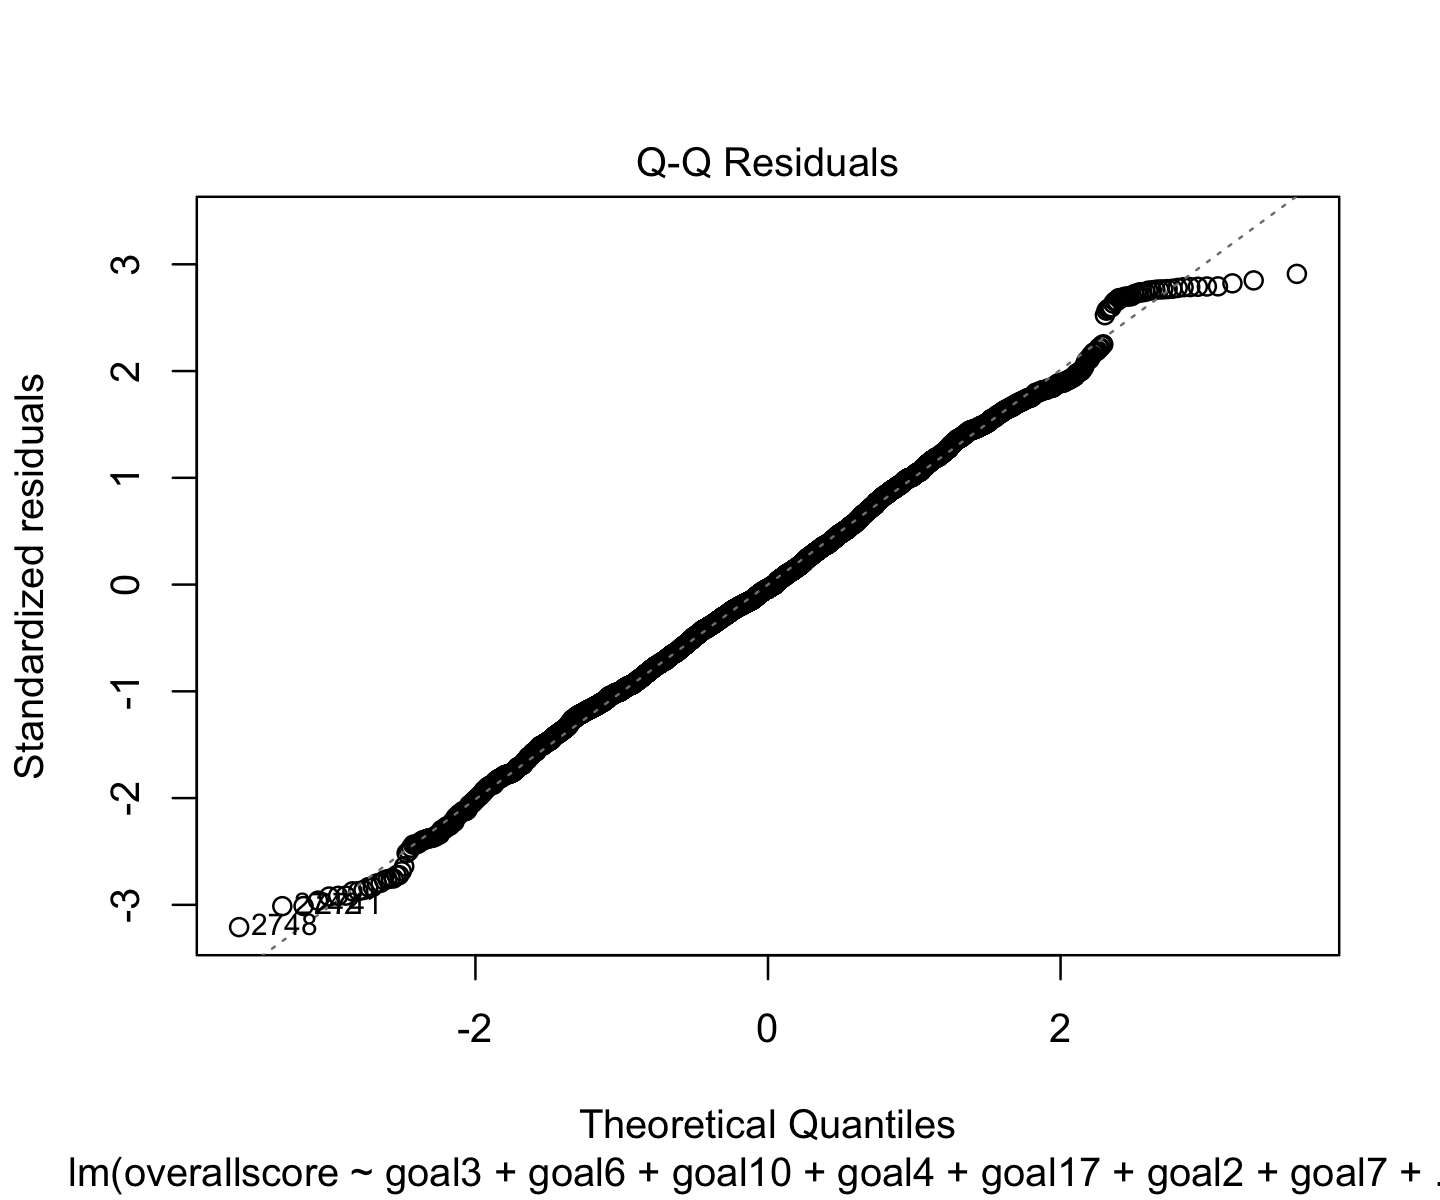 Q-Q Residuals
Standardized residuals
3
2
1
0
-1
-2
-3
2748
-2
0
2
Theoretical Quantiles
lm(overallscore ~ goal3 + goal6 + goal10 + goal4 + goal17 + goal2 + goal7 + .